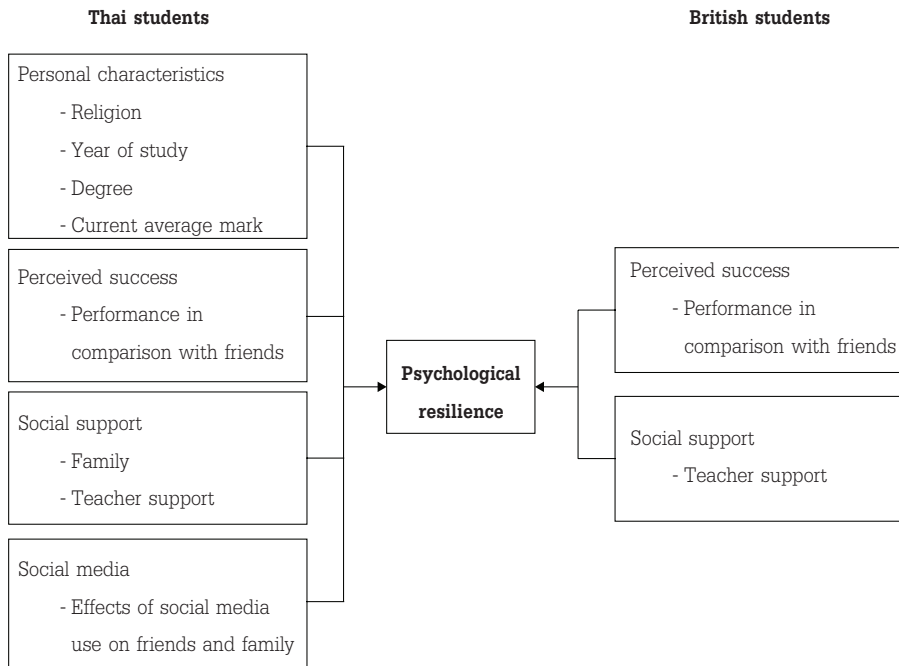 Thai students
British students
Personal characteristics
- Religion
- Year of study
- Degree
- Current average mark
Perceived success
- Performance in
comparison with friends
Social support
- Family
- Teacher support
Social media
- Effects of social media
use on friends and family
Psychological
resilience
Perceived success
- Performance in
comparison with friends
Social support
- Teacher support